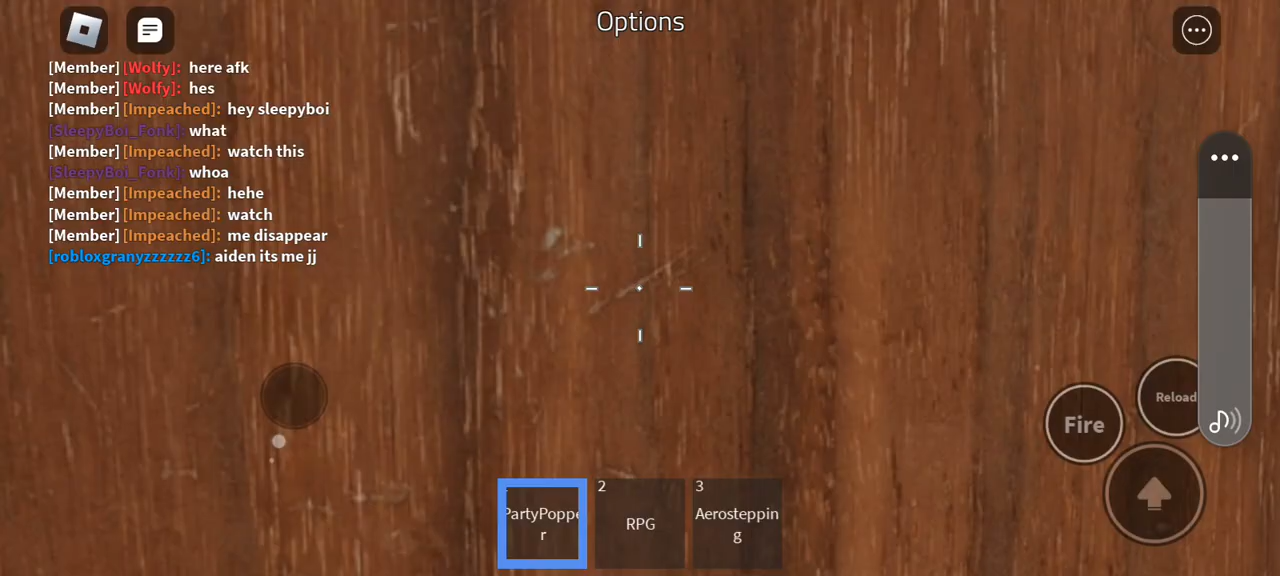 Options
[Member] [Wolfy]: here afk
[Member] [Wolfy]: hes
[Member] [Impeached]: hey sleepyboi
[SleepyBoi_Fonk]: what
[Member] [Impeached]: watch this
[SleepyBoi_Fonk]: whoa
[Member] [Impeached]: hehe
[Member] [Impeached]: watch
[Member] [Impeached]: me disappear
[robloxgranyzzzzzz6]: aiden its me jj
Reload
Fire
PartyPoppe
r
2
RPG
3
Aerosteppin
g